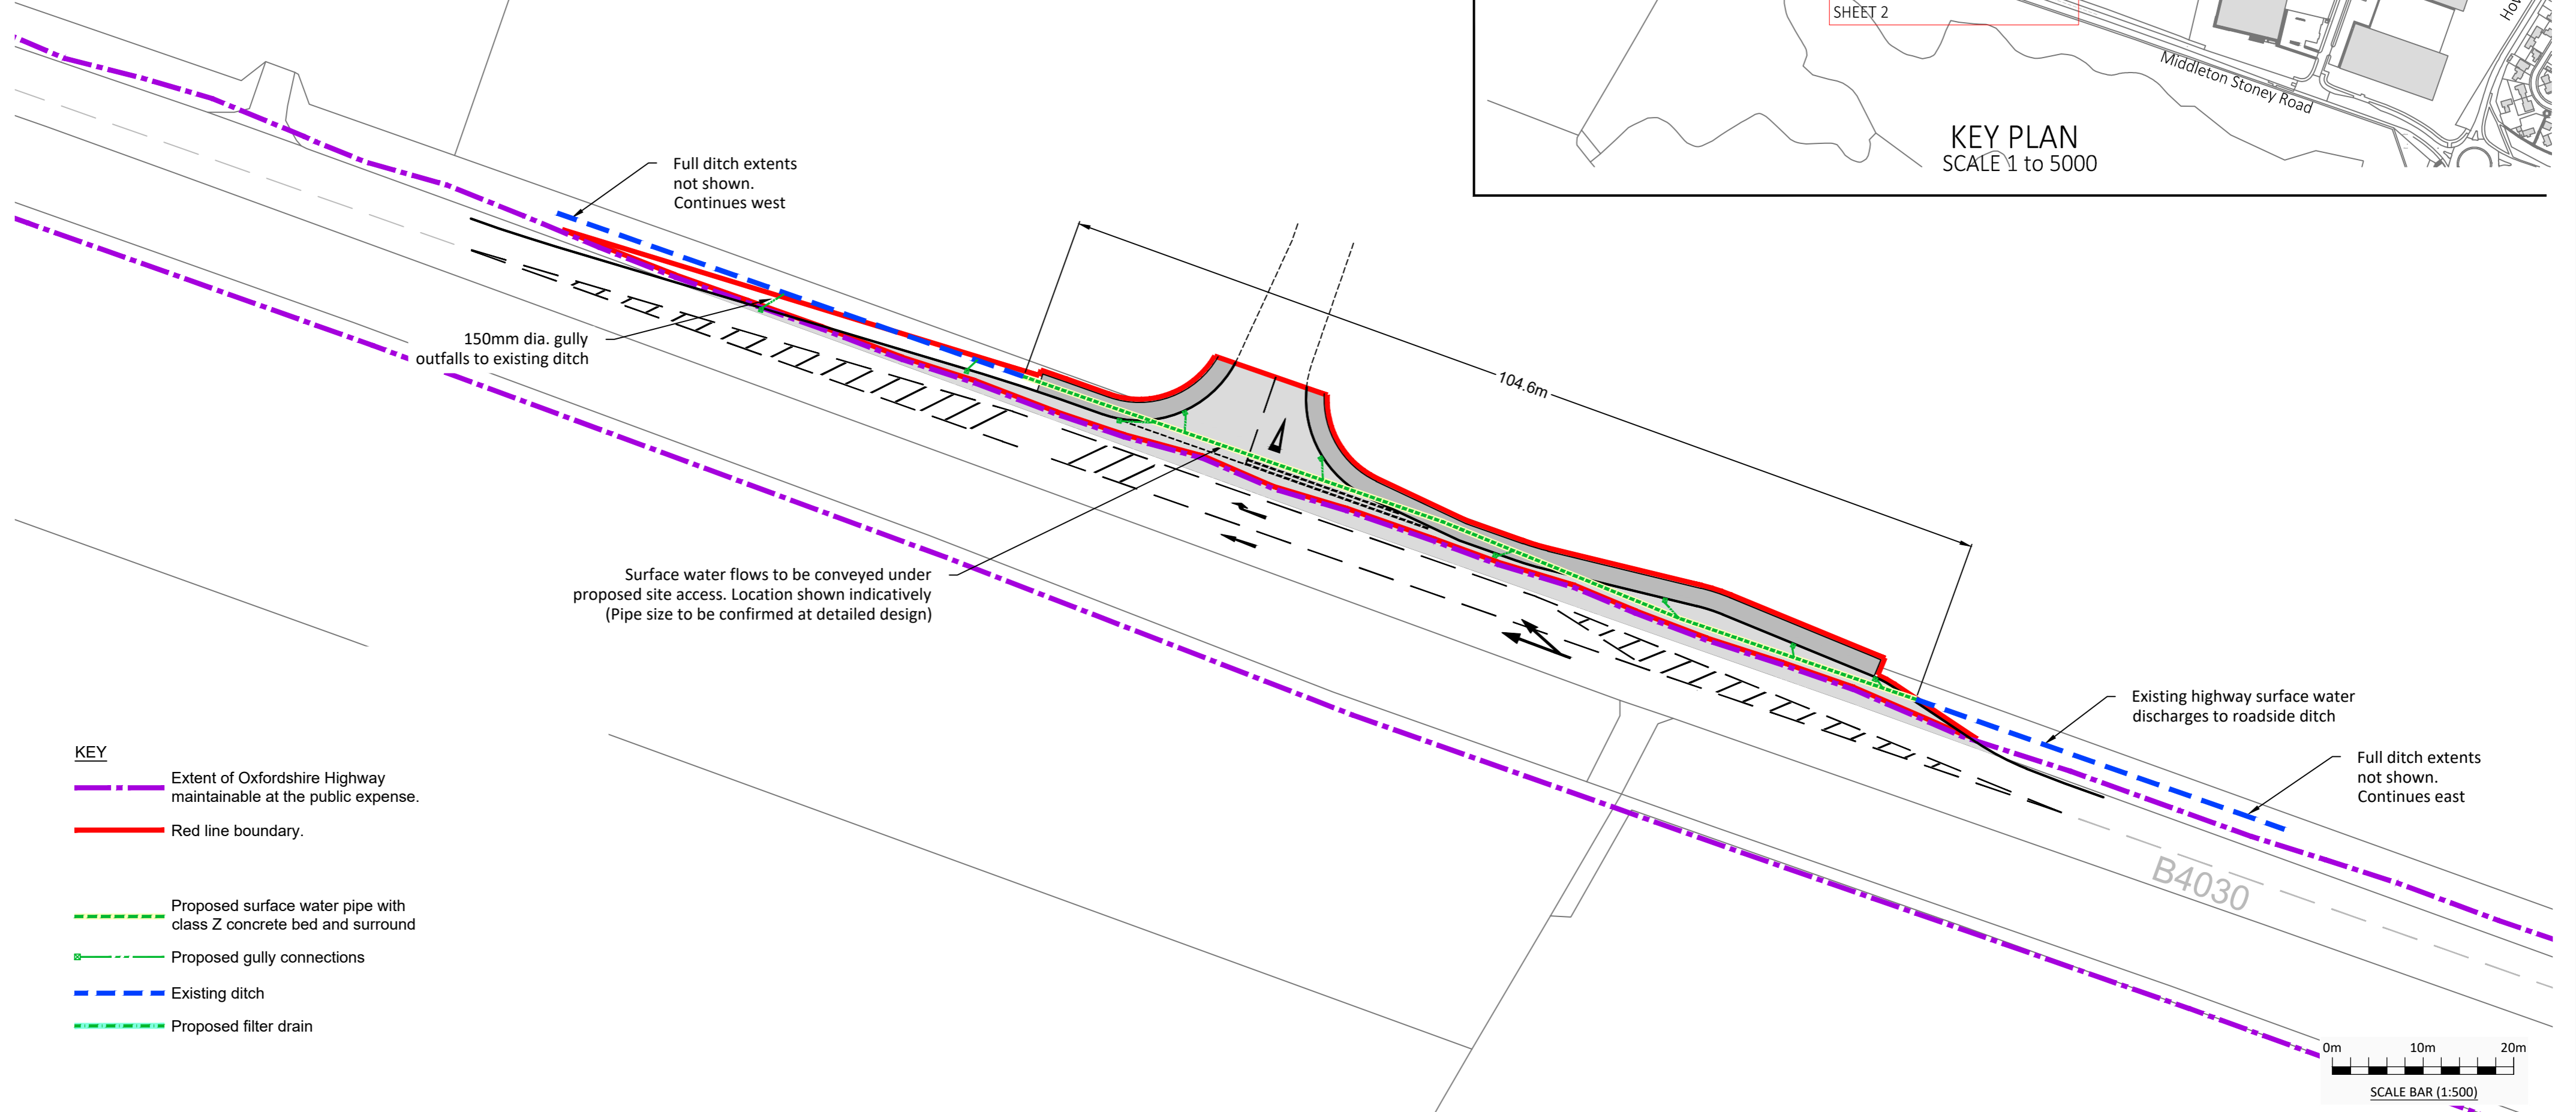 SHEET 2
Middleton Stoney Road
KEY PLAN
SCALE 1 to 5000
Full ditch extents
not shown.
Continues west
150mm dia. gully
outfalls to existing ditch
104.6m
Surface water flows to be conveyed under
proposed site access. Location shown indicatively
(Pipe size to be confirmed at detailed design)
Existing highway surface water
discharges to roadside ditch
Full ditch extents
not shown.
Continues east
B4030
KEY
Extent of Oxfordshire Highway
maintainable at the public expense.
Red line boundary.
Proposed surface water pipe with
class Z concrete bed and surround
Proposed gully connections
Existing ditch
Proposed filter drain
0m 10m 20m
SCALE BAR (1:500)